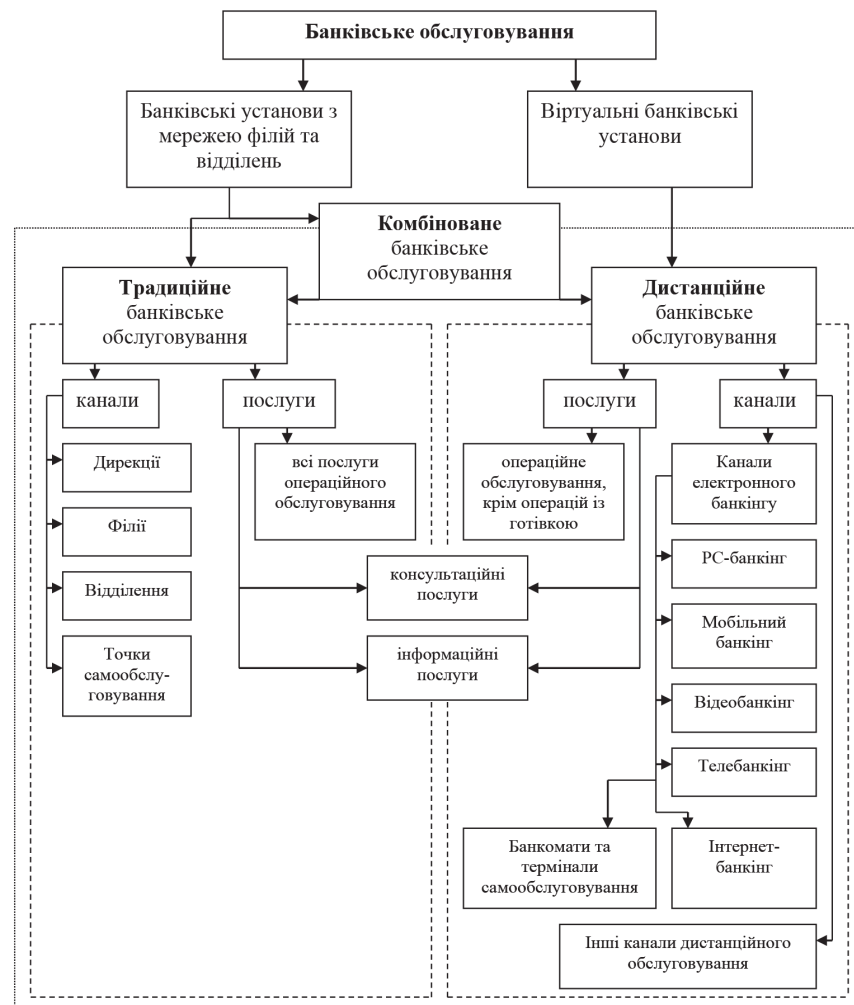 Банківське обслуговування
Банківські установи з
мережею філій та
відділень
Віртуальні банківські
установи
Комбіноване
банківське
обслуговування
Традиційне
банківське
обслуговування
Дистанційне
банківське
обслуговування
канали
послуги
послуги
канали
Дирекції
Філії
Відділення
Точки
самообслу-
говування
всі послуги
операційного
обслуговування
операційне
обслуговування,
крім операцій із
готівкою
консультаційні
послуги
інформаційні
послуги
Канали
електронного
банкінгу
PC-банкінг
Мобільний
банкінг
Відеобанкінг
Телебанкінг
Банкомати та
термінали
самообслуговування
Інтернет-
банкінг
Інші канали дистанційного
обслуговування